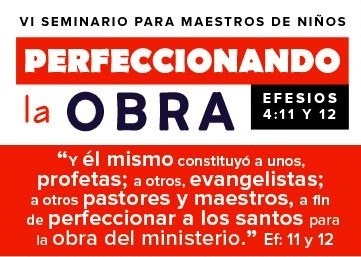 VI SEMINARIO PARA MAESTROS DE NIÑOS
PERFECCIONANDO
la OBRA
EFESIOS
4:11 Y 12
“Y él mismo constituyó a unos,
profetas; a otros, evangelistas;
a otros pastores y maestros, a fin
de perfeccionar a los santos para
la obra del ministerio.” Ef: 11 y 12